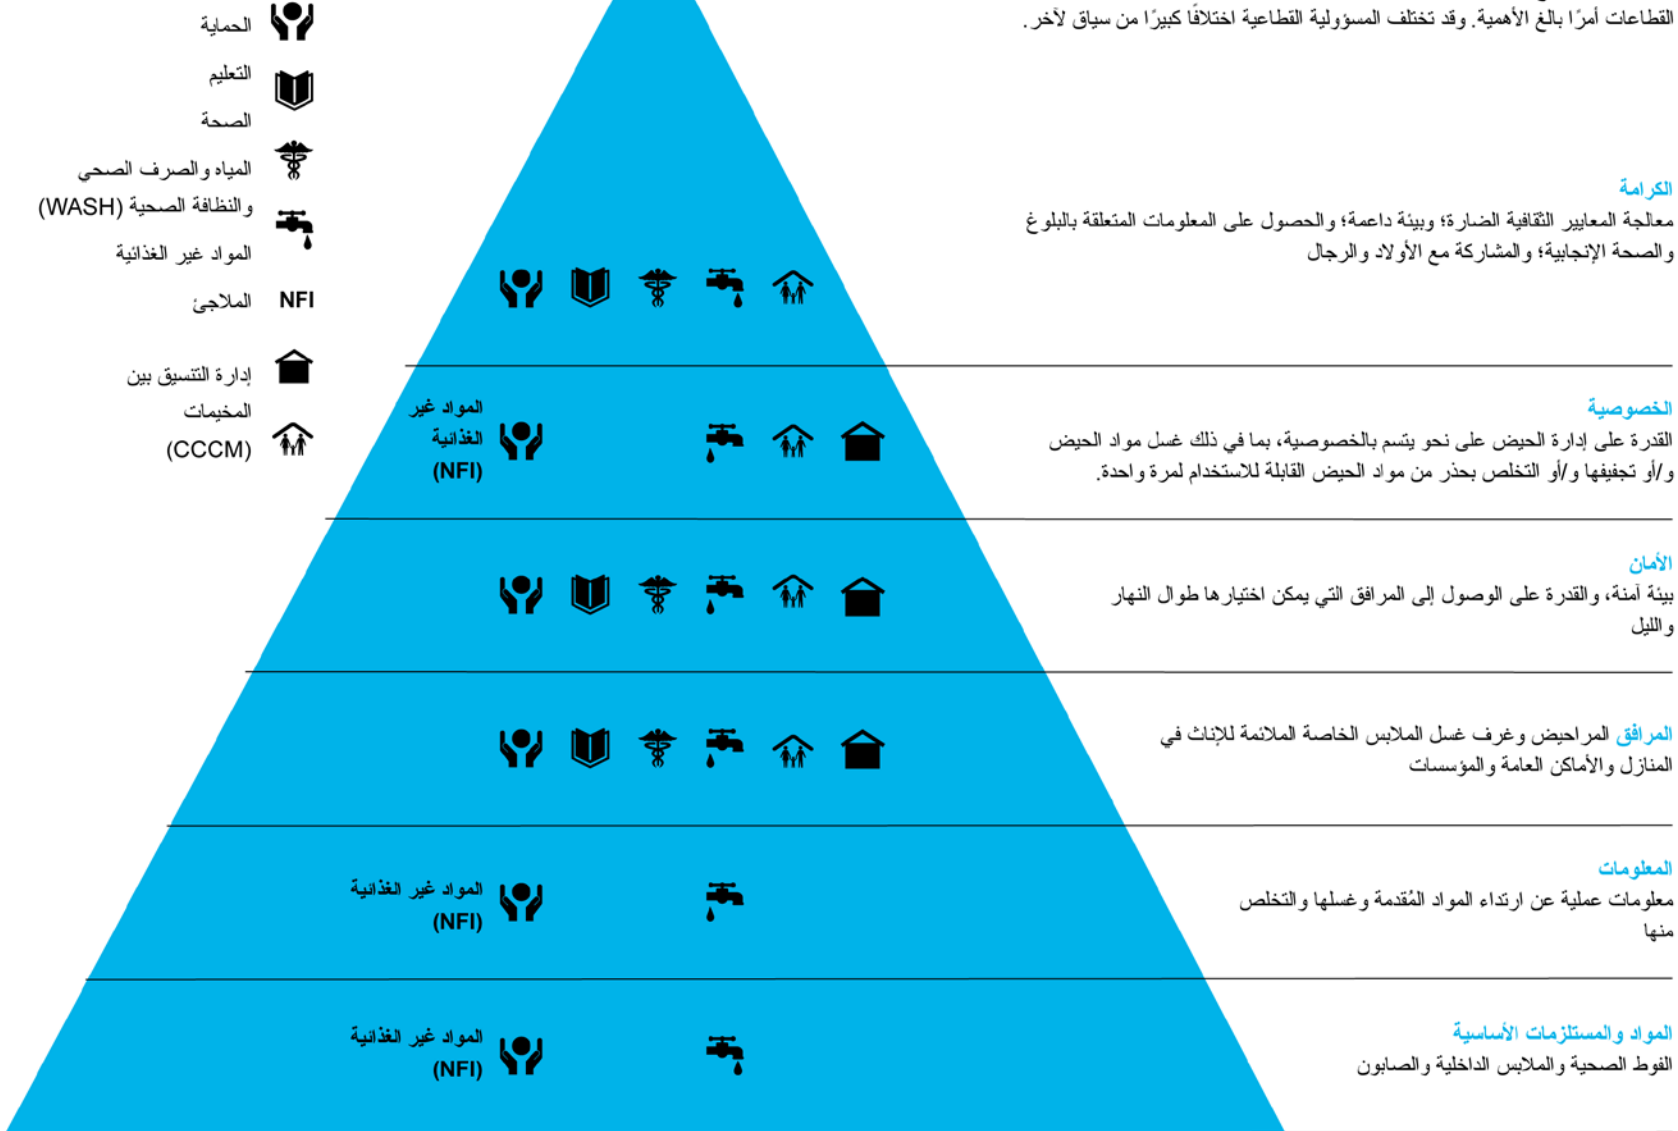 القطاعات أمرًا بالغ الأهمية. وقد تختلف المسؤولية القطاعية اختلافًا كبيرًا من سياق لآخر.
الحماية
التعليم
الصحة
المياه والصرف الصحي
والنظافة الصحية (WASH)
المواد غير الغذائية
NFI
الملاجئ
إدارة التنسيق بين
المخيمات
(CCCM)
الكرامة
معالجة المعايير الثقافية الضارة؛ وبيئة داعمة؛ والحصول على المعلومات المتعلقة بالبلوغ
والصحة الإنجابية؛ والمشاركة مع الأولاد والرجال
الخصوصية
القدرة على إدارة الحيض على نحو يتسم بالخصوصية، بما في ذلك غسل مواد الحيض
و/أو تجفيفها و/أو التخلص بحذر من مواد الحيض القابلة للاستخدام لمرة واحدة.
المواد غير
الغذائية
(NFI)
الأمان
بيئة آمنة، والقدرة على الوصول إلى المرافق التي يمكن اختيارها طوال النهار
والليل
المرافق المراحيض وغرف غسل الملابس الخاصة الملائمة للإناث في
المنازل والأماكن العامة والمؤسسات
المعلومات
معلومات عملية عن ارتداء المواد المُقدمة وغسلها والتخلص
منها
المواد غير الغذائية
(NFI)
المواد والمستلزمات الأساسية
الفوط الصحية والملابس الداخلية والصابون
المواد غير الغذائية
(NFI)